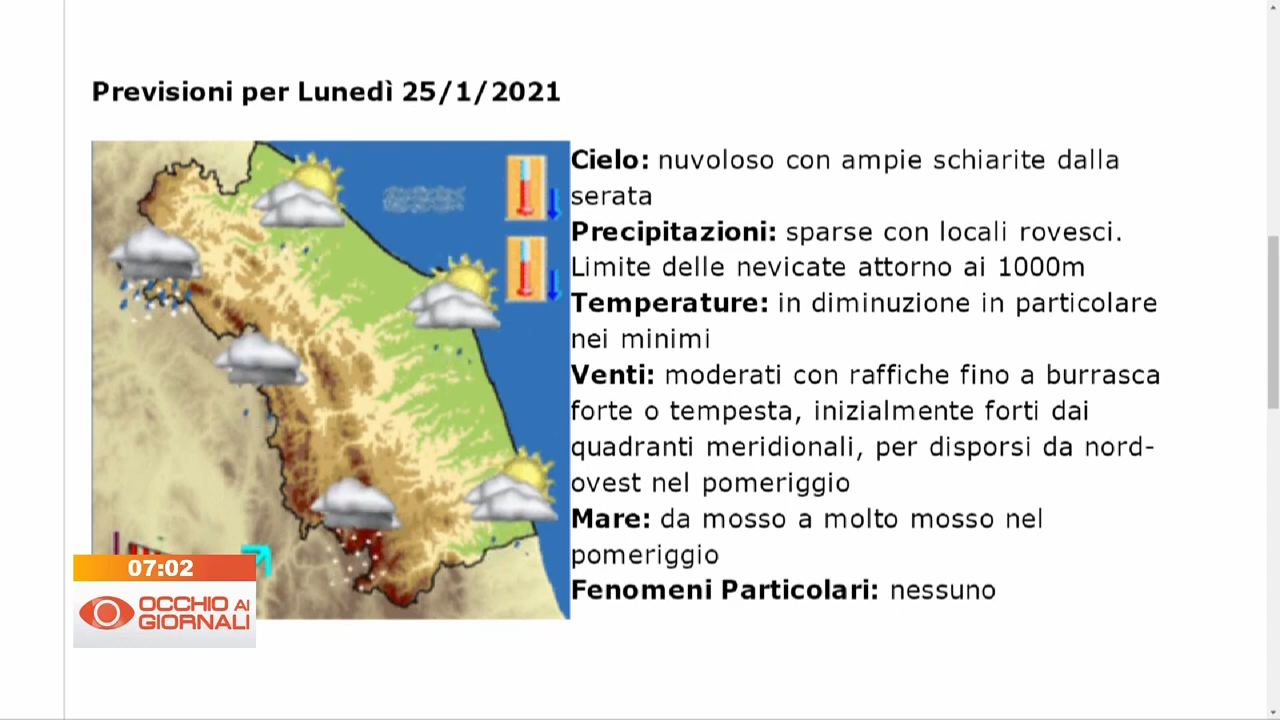 Previsioni per Lunedì 25/1/2021
Cielo: nuvoloso con ampie schiarite dalla
serata
Precipitazioni: sparse con locali rovesci.
Limite delle nevicate attorno ai 1000m
Temperature: in diminuzione in particolare
nei minimi
Venti: moderati con raffiche fino a burrasca
forte o tempesta, inizialmente forti dai
quadranti meridionali, per disporsi da nord-
ovest nel pomeriggio
Mare: da mosso a molto mosso nel
pomeriggio
Fenomeni Particolari: nessuno
07:02
OCCHIO AI
GIORNALI